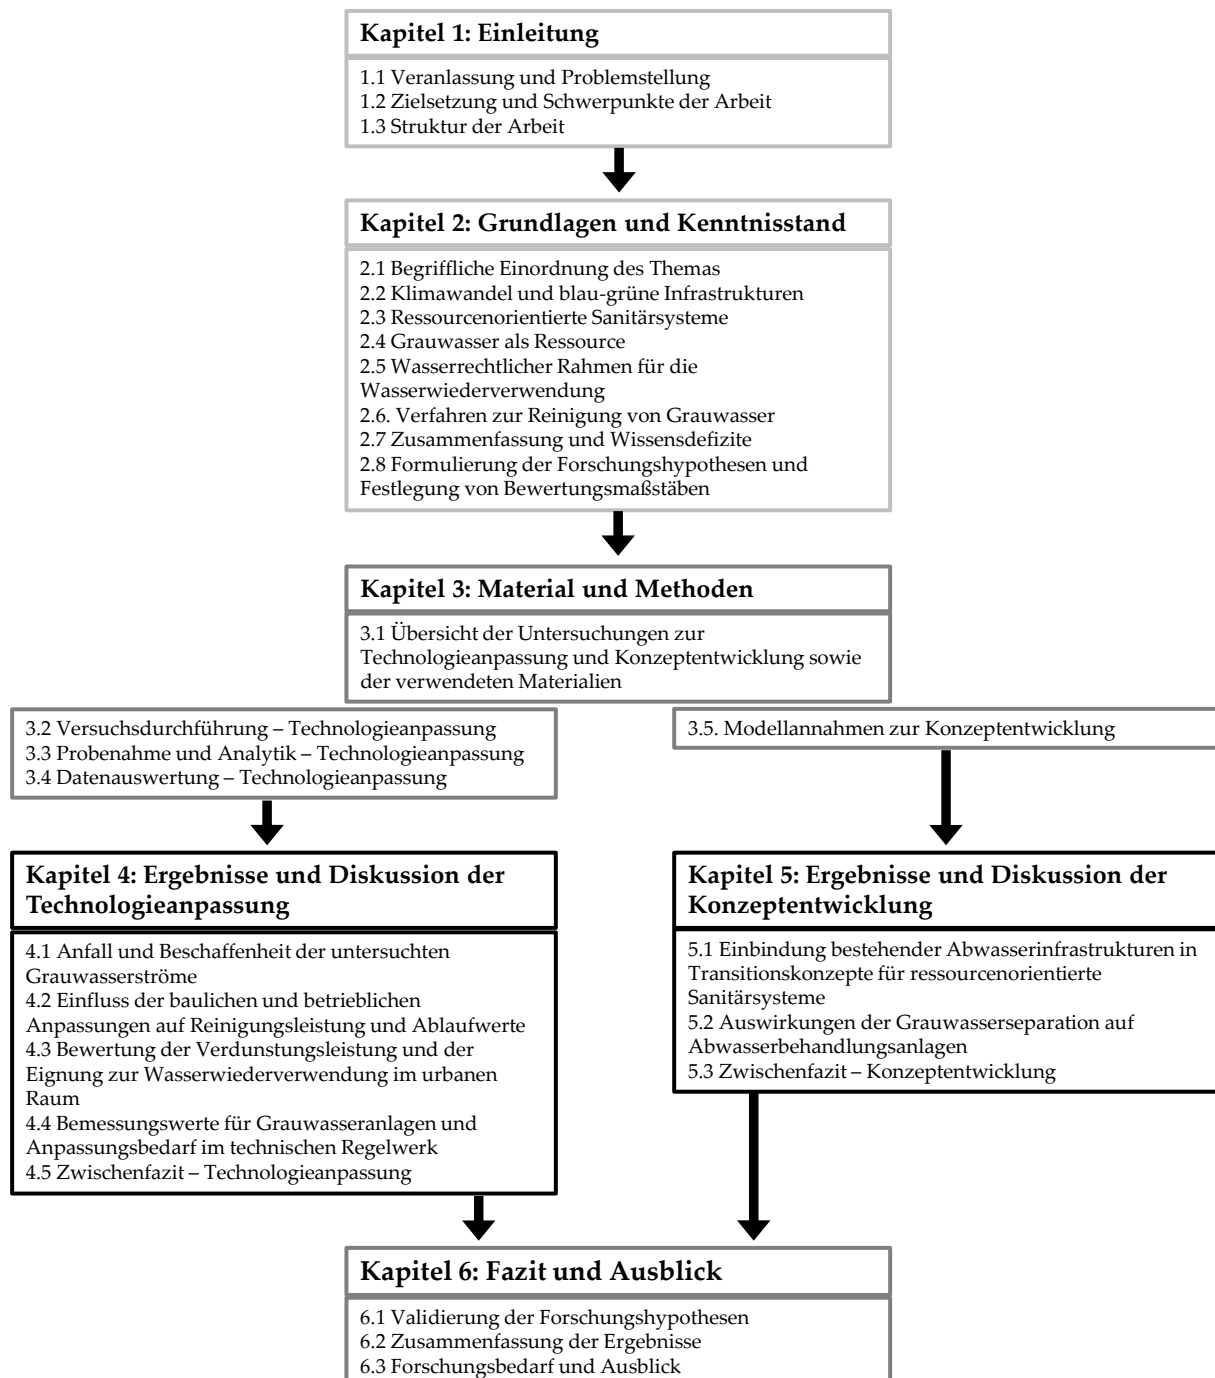 Kapitel 1: Einleitung
1.1 Veranlassung und Problemstellung
1.2 Zielsetzung und Schwerpunkte der Arbeit
1.3 Struktur der Arbeit
Kapitel 2: Grundlagen und Kenntnisstand
2.1 Begriffliche Einordnung des Themas
2.2 Klimawandel und blau-grüne Infrastrukturen
2.3 Ressourcenorientierte Sanitärsysteme
2.4 Grauwasser als Ressource
2.5 Wasserrechtlicher Rahmen für die
Wasserwiederverwendung
2.6. Verfahren zur Reinigung von Grauwasser
2.7 Zusammenfassung und Wissensdefizite
2.8 Formulierung der Forschungshypothesen und
Festlegung von Bewertungsmaßstäben
Kapitel 3: Material und Methoden
3.1 Übersicht der Untersuchungen zur
Technologieanpassung und Konzeptentwicklung sowie
der verwendeten Materialien
3.2 Versuchsdurchführung – Technologieanpassung
3.3 Probenahme und Analytik – Technologieanpassung
3.4 Datenauswertung – Technologieanpassung
3.5. Modellannahmen zur Konzeptentwicklung
Kapitel 4: Ergebnisse und Diskussion der
Technologieanpassung
4.1 Anfall und Beschaffenheit der untersuchten
Grauwasserströme
4.2 Einfluss der baulichen und betrieblichen
Anpassungen auf Reinigungsleistung und Ablaufwerte
4.3 Bewertung der Verdunstungsleistung und der
Eignung zur Wasserwiederverwendung im urbanen
Raum
4.4 Bemessungswerte für Grauwasseranlagen und
Anpassungsbedarf im technischen Regelwerk
4.5 Zwischenfazit – Technologieanpassung
Kapitel 5: Ergebnisse und Diskussion der
Konzeptentwicklung
5.1 Einbindung bestehender Abwasserinfrastrukturen in
Transitionskonzepte für ressourcenorientierte
Sanitärsysteme
5.2 Auswirkungen der Grauwasserseparation auf
Abwasserbehandlungsanlagen
5.3 Zwischenfazit – Konzeptentwicklung
Kapitel 6: Fazit und Ausblick
6.1 Validierung der Forschungshypothesen
6.2 Zusammenfassung der Ergebnisse
6.3 Forschungsbedarf und Ausblick